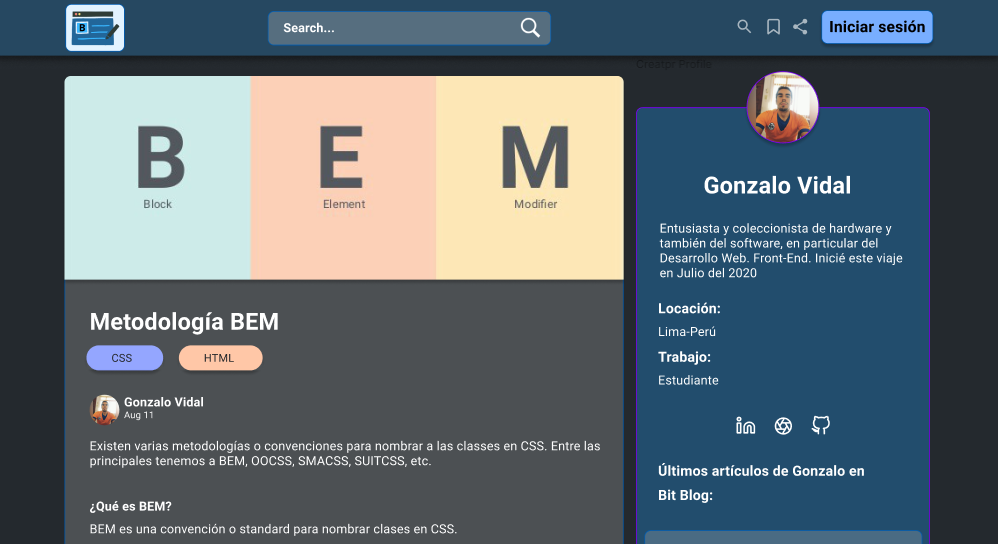 B
Search...
Iniciar sesión
B
E
M
Block
Element
Modifier
Metodología BEM
CSS
HTML
Gonzalo Vidal
Aug 11
Existen varias metodologías o convenciones para nombrar a las classes en CSS. Entre las
principales tenemos a BEM, OOCSS, SMACSS, SUITCSS, etc.
¿Qué es BEM?
BEM es una convención o standard para nombrar clases en CSS.
Gonzalo Vidal
Entusiasta y coleccionista de hardware y
también del software, en particular del
Desarrollo Web. Front-End. Inicié este viaje
en Julio del 2020
Locación:
Lima-Perú
Trabajo:
Estudiante
in
Últimos artículos de Gonzalo en
Bit Blog: